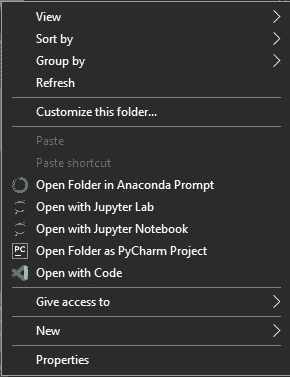 View
Sort by
Group by
Refresh
Customize this folder...
Paste
Paste shortcut
Open Folder in Anaconda Prompt
Open with Jupyter Lab
Open with Jupyter Notebook
PC Open Folder as PyCharm Project
Open with Code
Give access to
New
Properties